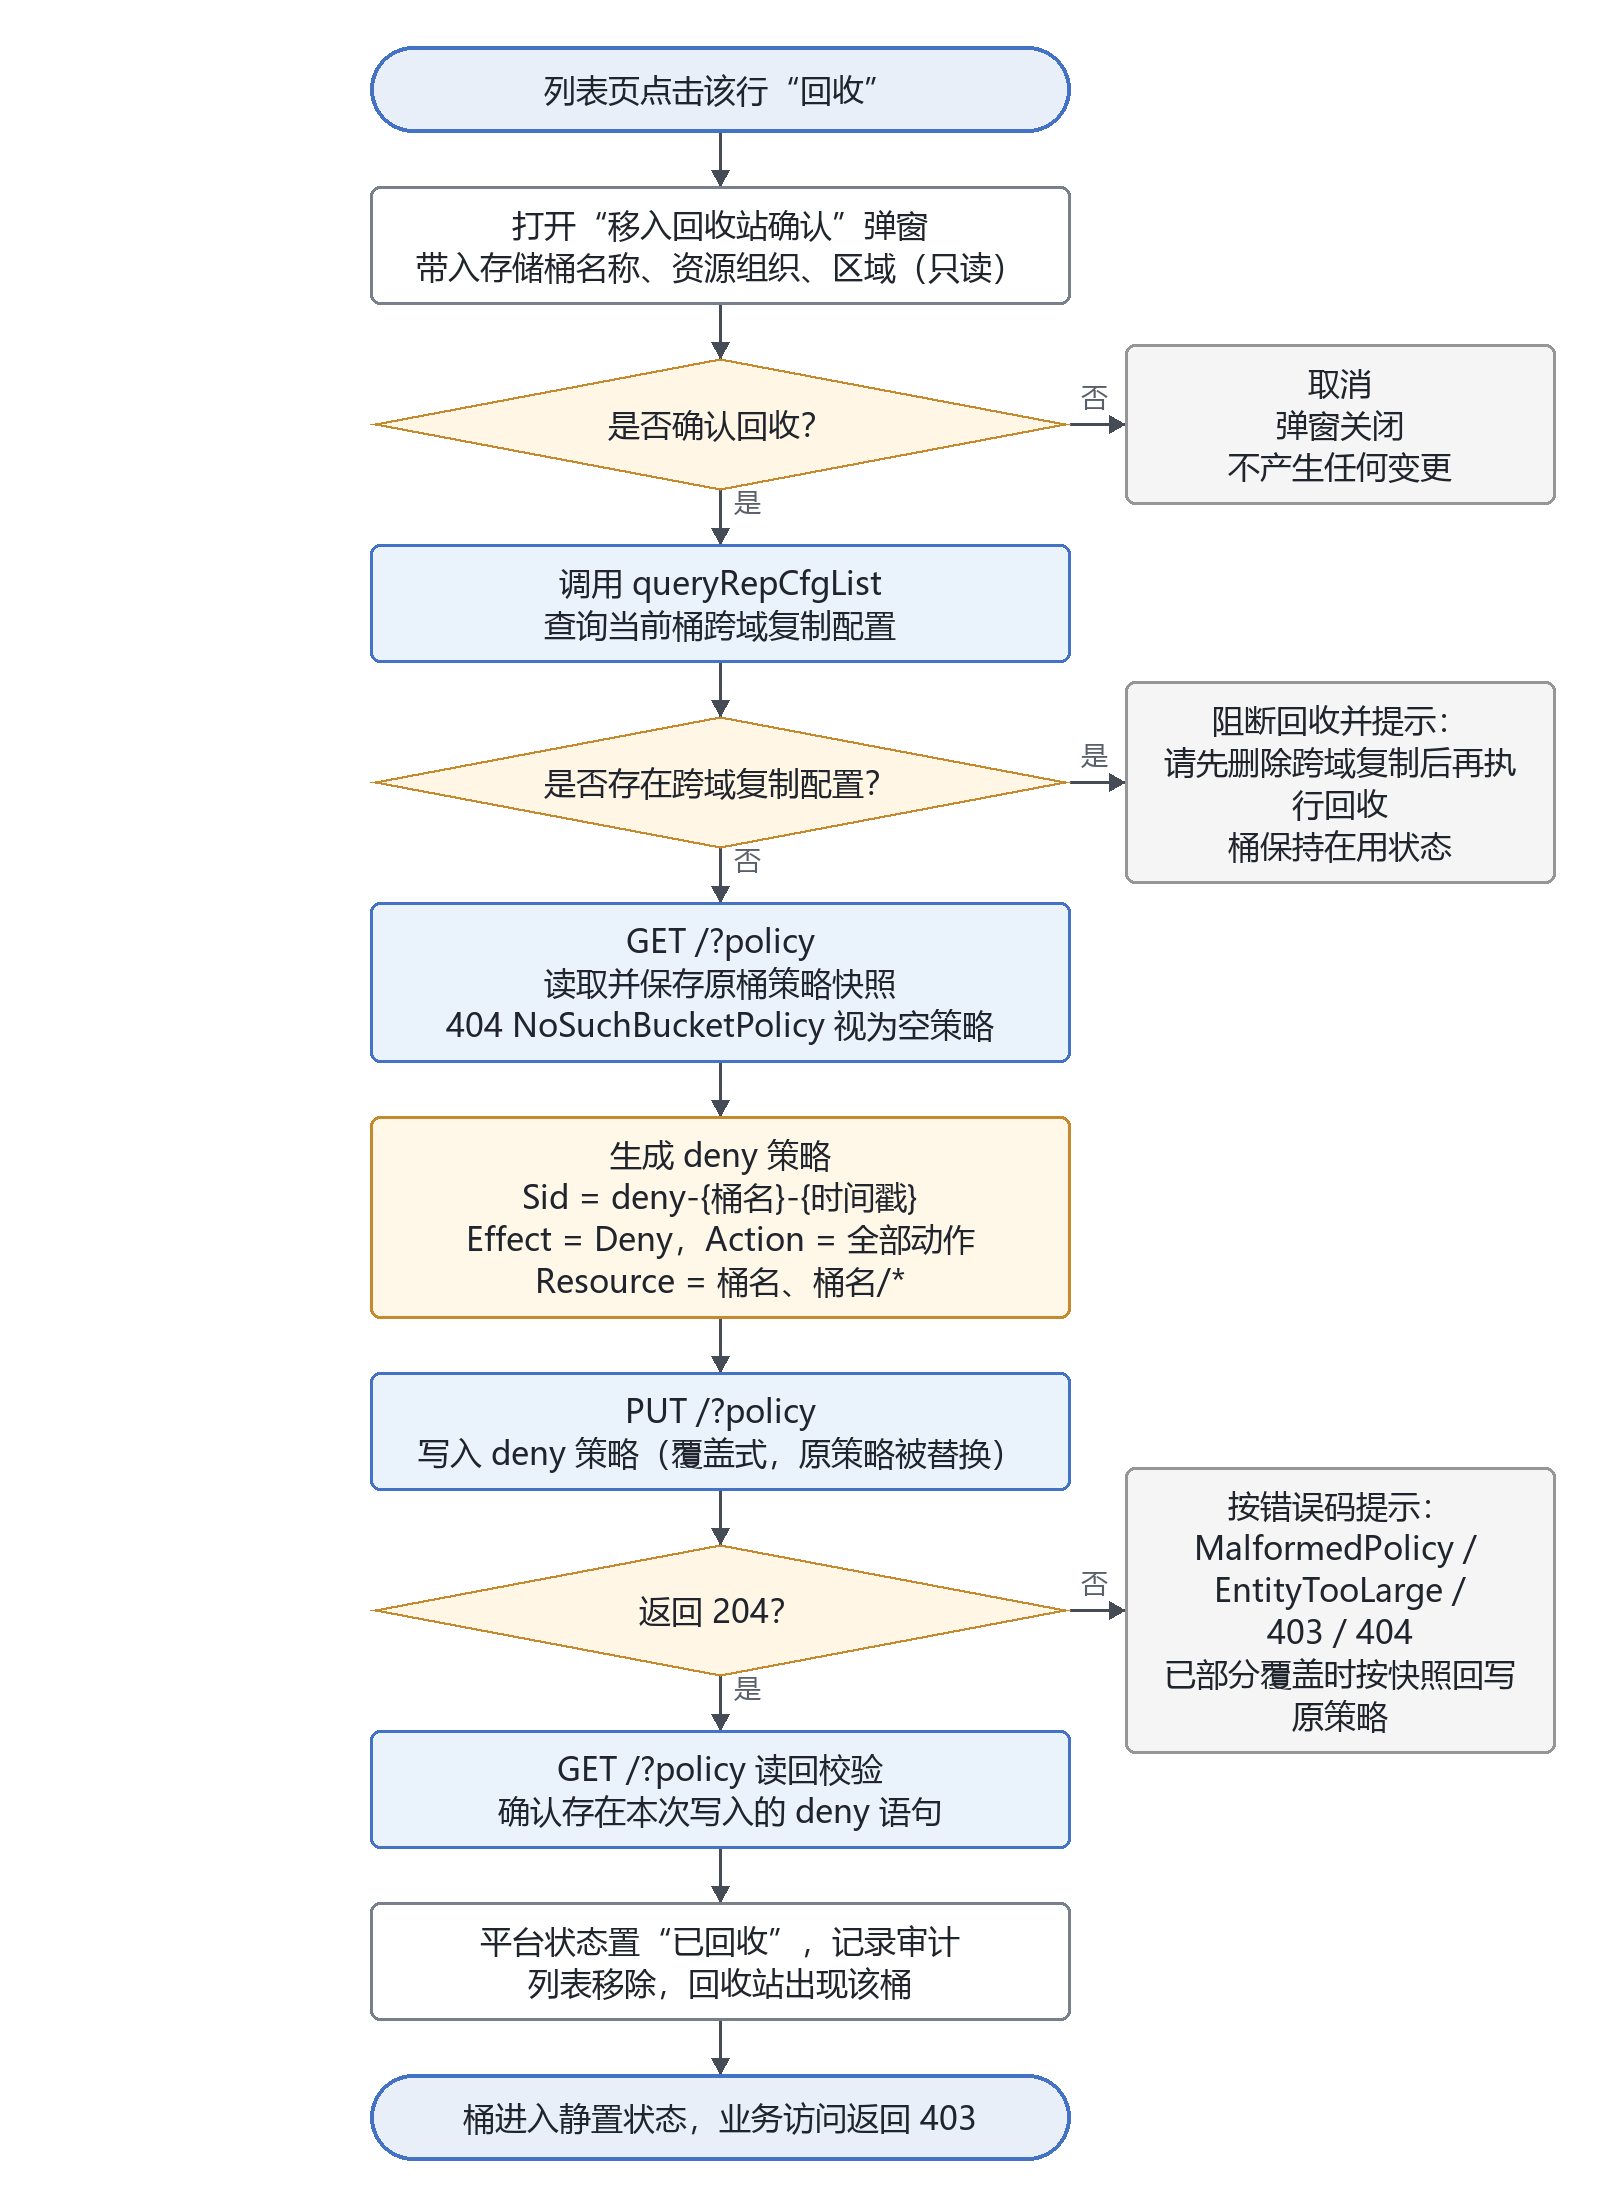 列表页点击该行“回收”
打开“移入回收站确认”弹窗
带入存储桶名称、资源组织、区域（只读）
是否确认回收？
否
取消
弹窗关闭
不产生任何变更
是
调用 queryRepCfgList
查询当前桶跨域复制配置
是否存在跨域复制配置？
是
阻断回收并提示：
请先删除跨域复制后再执
行回收
桶保持在用状态
否
GET /?policy
读取并保存原桶策略快照
404 NoSuchBucketPolicy 视为空策略
生成 deny 策略
Sid = deny-{桶名}-{时间戳}
Effect = Deny，Action = 全部动作
Resource = 桶名、桶名/*
PUT /?policy
写入 deny 策略（覆盖式，原策略被替换）
返回 204？
否
按错误码提示：
MalformedPolicy /
EntityTooLarge /
403 / 404
已部分覆盖时按快照回写
原策略
是
GET /?policy 读回校验
确认存在本次写入的 deny 语句
平台状态置“已回收”，记录审计
列表移除，回收站出现该桶
桶进入静置状态，业务访问返回 403